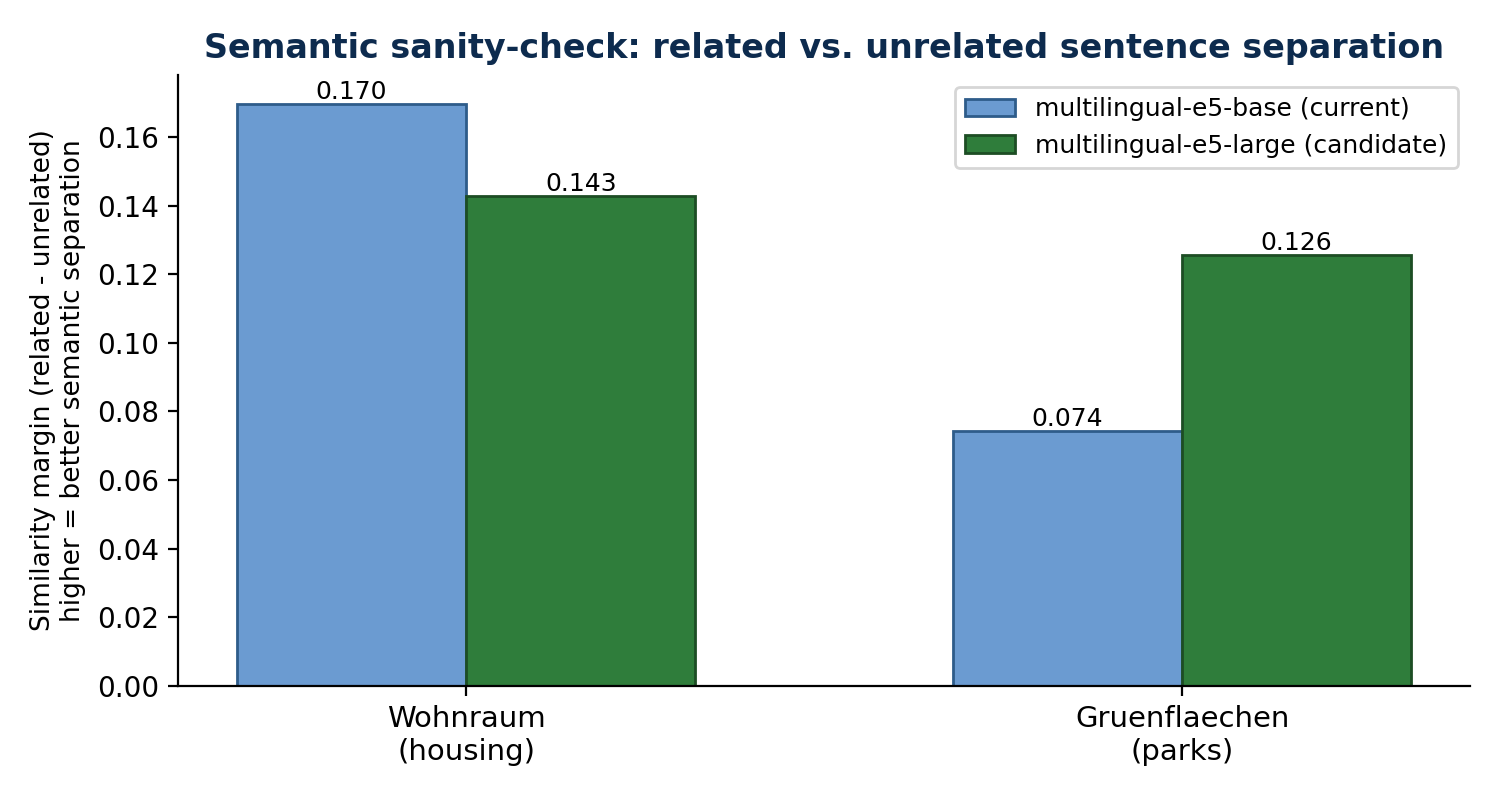 Semantic sanity-check: related vs. unrelated sentence separation
Similarity margin (related - unrelated)
higher = better semantic separation
0.16
0.14
0.12
0.10
0.08
0.06
0.04
0.02
0.00
0.170
0.143
0.074
0.126
multilingual-e5-base (current)
multilingual-e5-large (candidate)
Wohnraum
(housing)
Gruenflaechen
(parks)